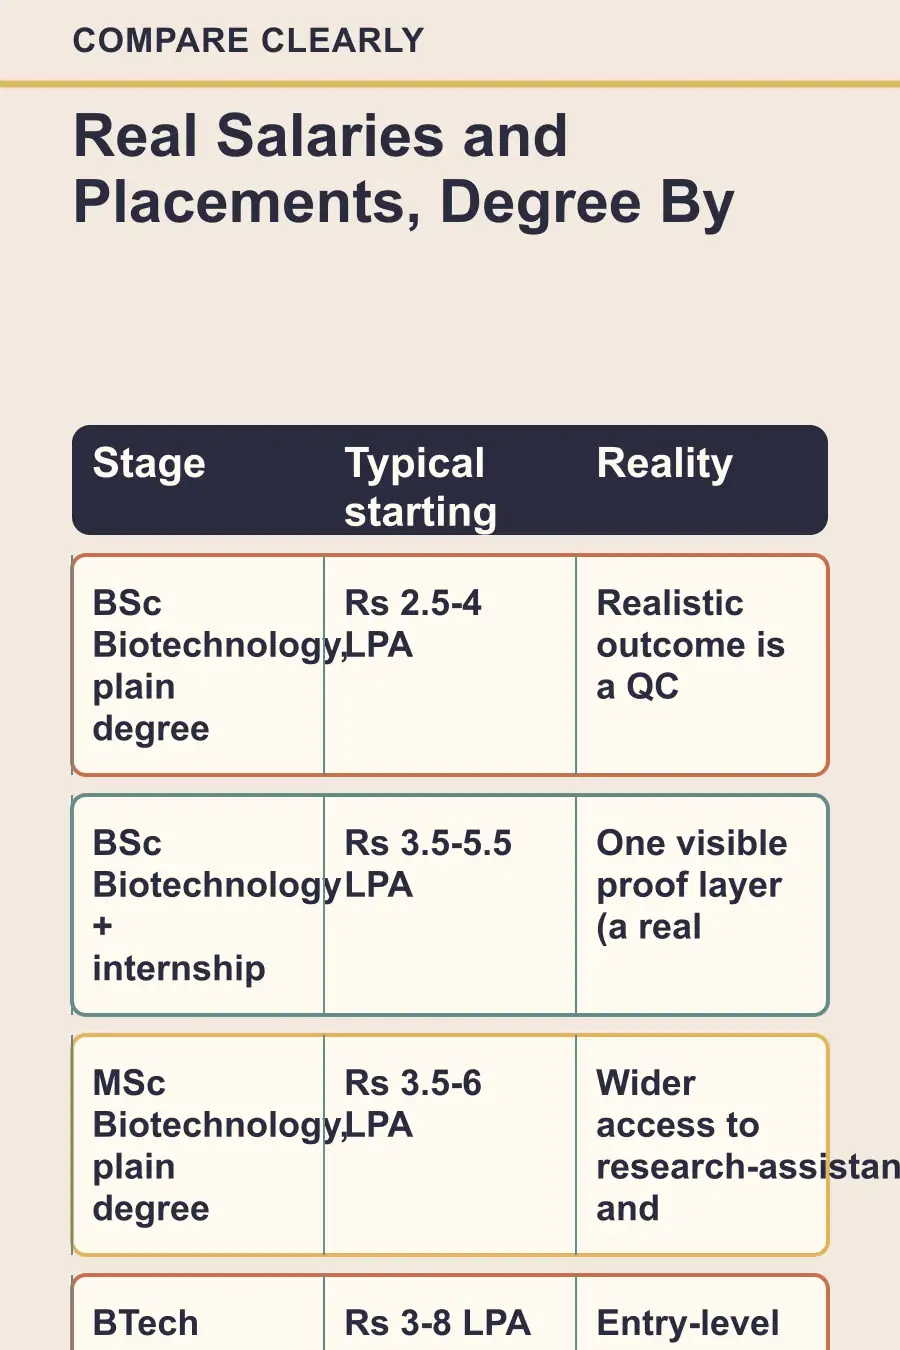 COMPARE CLEARLY
Real Salaries and
Placements, Degree By
Stage
Typical
starting
Reality
BSc
Biotechnology,
plain
degree
Rs 2.5-4
LPA
Realistic
outcome is
a QC
BSc
Biotechnology
+
internship
Rs 3.5-5.5
LPA
One visible
proof layer
(a real
MSc
Biotechnology,
plain
degree
Rs 3.5-6
LPA
Wider
access to
research-assistan
and
BTech
Rs 3-8 LPA
Entry-level